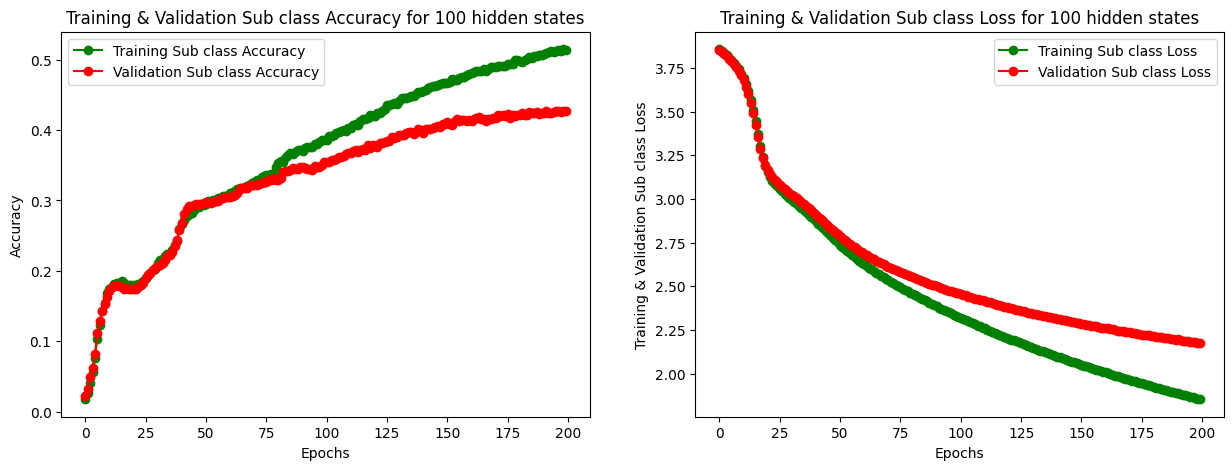 Training & Validation Sub class Accuracy for 100 hidden states
Training Sub class Accuracy
Validation Sub class Accuracy
Accuracy
0.5
0.4
0.3
0.2
0.1
0.0
0 25 50 75 100 125 150 175 200
Epochs
Training & Validation Sub class Loss for 100 hidden states
Training Sub class Loss
Validation Sub class Loss
Training & Validation Sub class Loss
3.75
3.50
3.25
3.00
2.75
2.50
2.25
2.00
0 25 50 75 100 125 150 175 200
Epochs